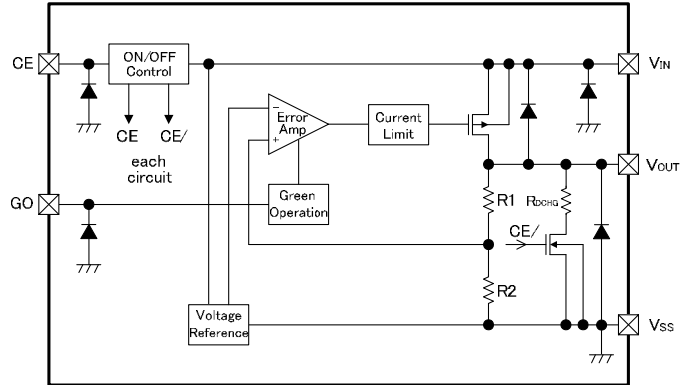 CE
ON/OFF
Control
VIN
CE
CE/
each
circuit
−
Error
Amp
+
Current
Limit
VOUT
GO
Green
Operation
R1
RDCHG
CE/
R2
Voltage
Reference
VSS